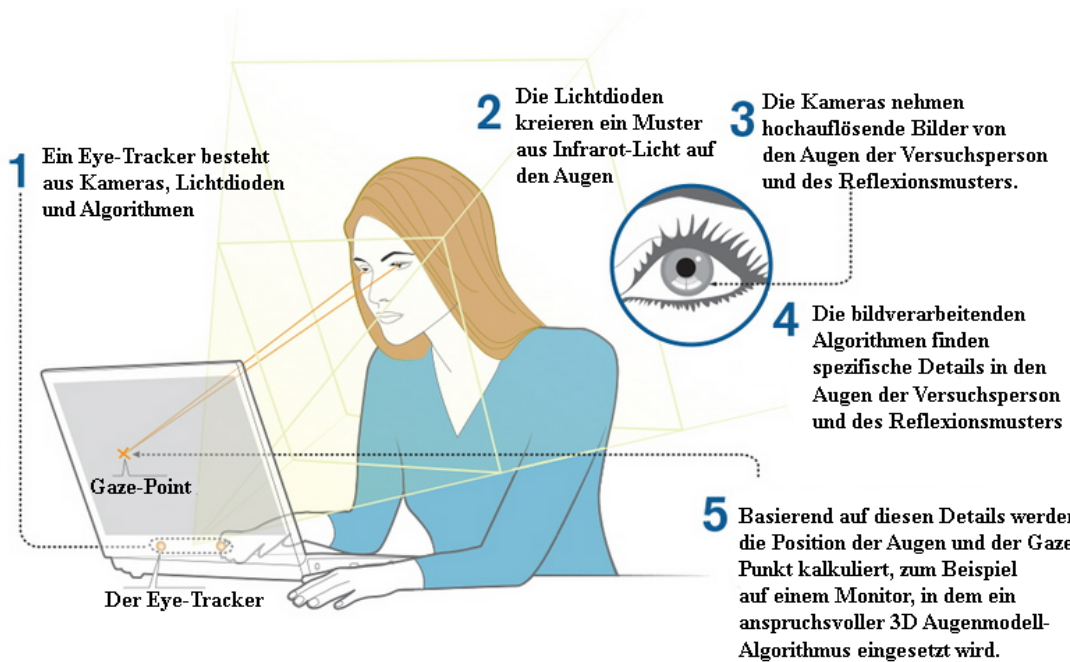 1 Ein Eye-Tracker besteht
aus Kameras, Lichtdioden
und Algorithmen
2 Die Lichtdioden
kreieren ein Muster
aus Infrarot-Licht auf
den Augen
3 Die Kameras nehmen
hochauflösende Bilder von
den Augen der Versuchsperson
und des Reflexionsmusters.
4 Die bildverarbeitenden
Algorithmen finden
spezifische Details in den
Augen der Versuchsperson
und des Reflexionsmusters
5 Basierend auf diesen Details werden
die Position der Augen und der Gaze
Punkt kalkuliert, zum Beispiel
auf einem Monitor, in dem ein
anspruchsvoller 3D Augenmodell-
Algorithmus eingesetzt wird.
Gaze-Point
Der Eye-Tracker